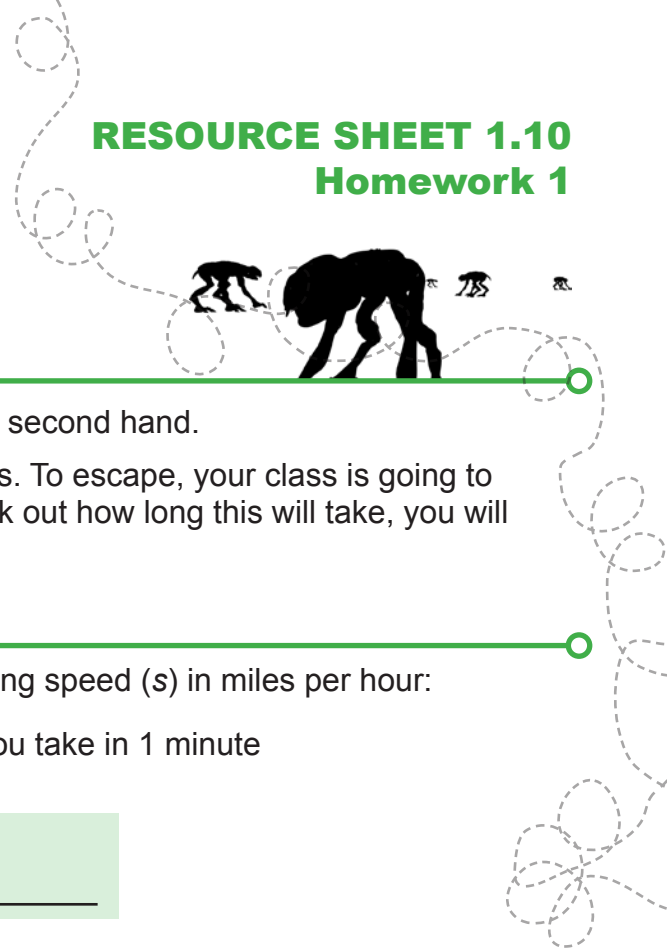 RESOURCE SHEET 1.10
Homework 1
second hand.
s. To escape, your class is going to
k out how long this will take, you will
ng speed (s) in miles per hour:
ou take in 1 minute